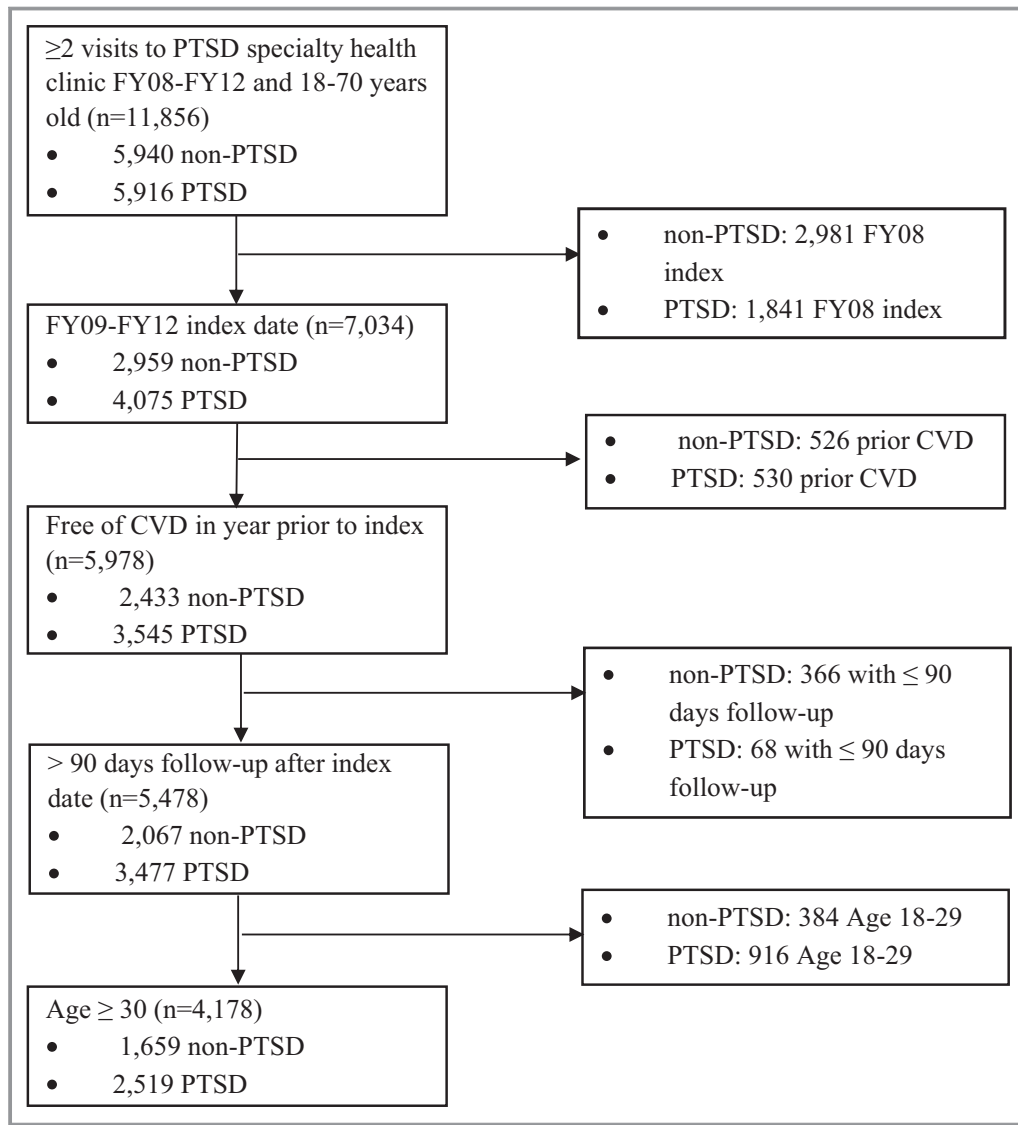 ≥2 visits to PTSD specialty health
clinic FY08-FY12 and 18-70 years
old (n=11,856)
• 5,940 non-PTSD
• 5,916 PTSD
• non-PTSD: 2,981 FY08
index
• PTSD: 1,841 FY08 index
FY09-FY12 index date (n=7,034)
• 2,959 non-PTSD
• 4,075 PTSD
• non-PTSD: 526 prior CVD
• PTSD: 530 prior CVD
Free of CVD in year prior to index
(n=5,978)
• 2,433 non-PTSD
• 3,545 PTSD
• non-PTSD: 366 with ≤ 90
days follow-up
• PTSD: 68 with ≤ 90 days
follow-up
> 90 days follow-up after index
date (n=5,478)
• 2,067 non-PTSD
• 3,477 PTSD
• non-PTSD: 384 Age 18-29
• PTSD: 916 Age 18-29
Age ≥ 30 (n=4,178)
• 1,659 non-PTSD
• 2,519 PTSD